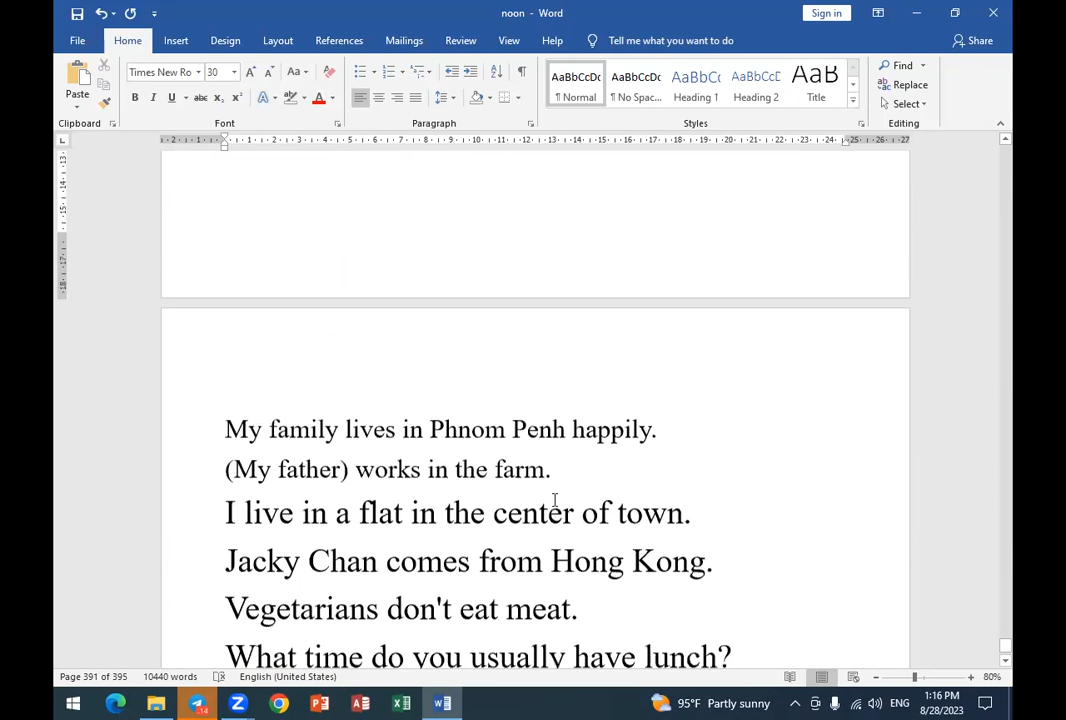 noon - Word
Sign in
File Home Insert Design Layout References Mailings Review View Help Tell me what you want to do Share
Paste
Times New Ro 30
AaBbCcDc AaBbCcDc AaBbCc AaBbCcD AaB
¶ Normal ¶ No Spac... Heading 1 Heading 2 Title
Find
Replace
Select
Clipboard Font Paragraph Styles Editing
My family lives in Phnom Penh happily.
(My father) works in the farm.
I live in a flat in the center of town.
Jacky Chan comes from Hong Kong.
Vegetarians don't eat meat.
What time do you usually have lunch?
Page 391 of 395 10440 words English (United States) 80%
14
95°F Partly sunny
ENG
1:16 PM
8/28/2023